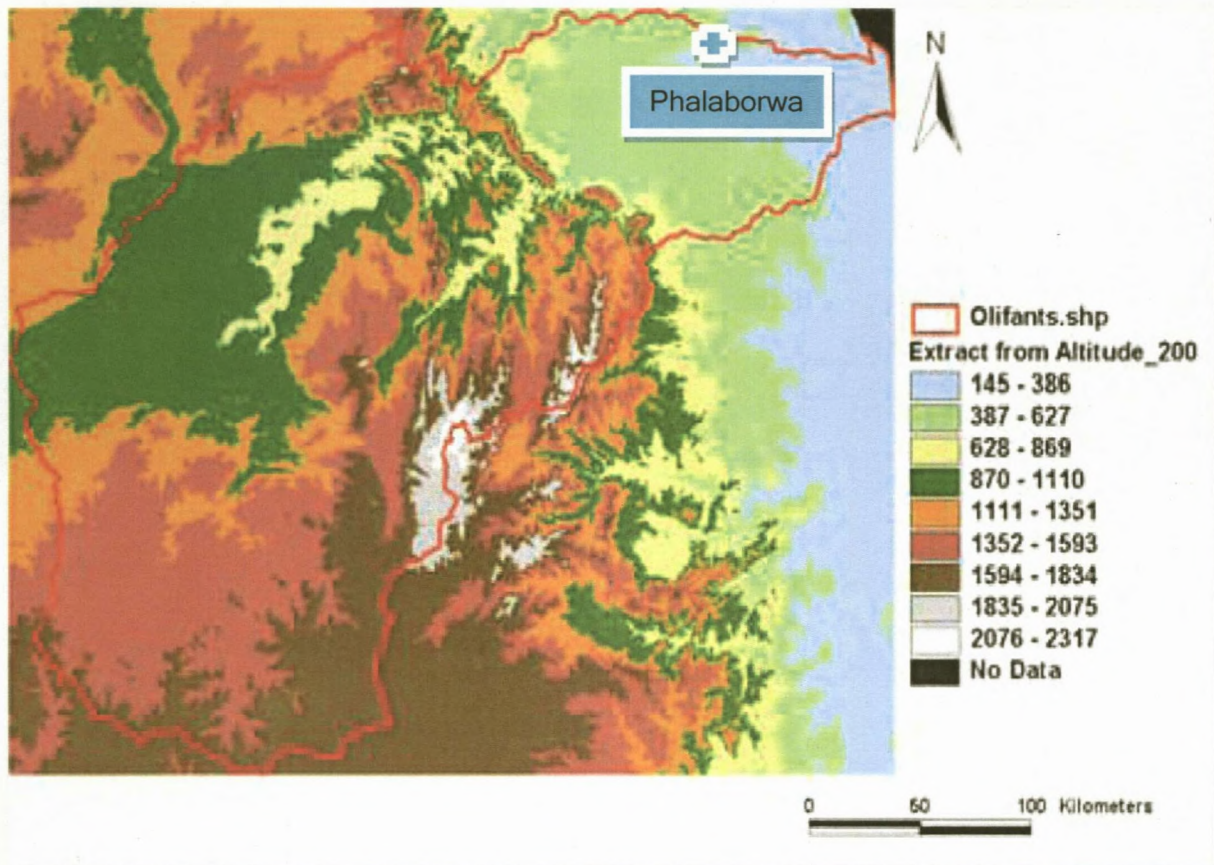 Phalaborwa
N
Olifants.shp
Extract from Altitude_200
145 - 386
387 - 627
628 - 869
870 - 1110
1111 - 1351
1352 - 1593
1594 - 1834
1835 - 2075
2076 - 2317
No Data
0 50 100 Kilometers